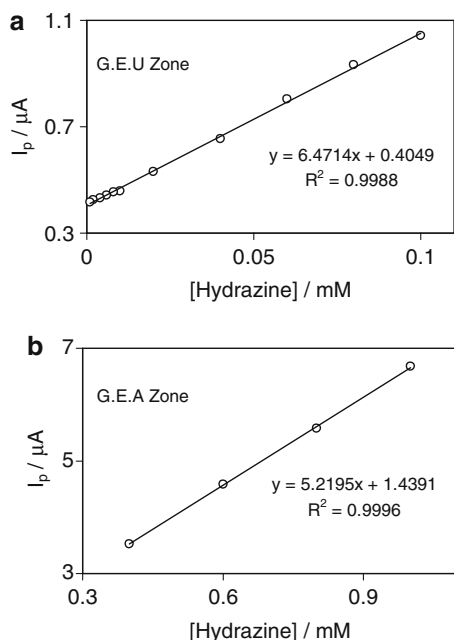 a
1.1
G.E.U Zone
0.7
I_p / µA
y = 6.4714x + 0.4049
R² = 0.9988
0.3
0 0.05 0.1
[Hydrazine] / mM
b
7
G.E.A Zone
5
I_p / µA
y = 5.2195x + 1.4391
R² = 0.9996
3
0.3 0.6 0.9
[Hydrazine] / mM